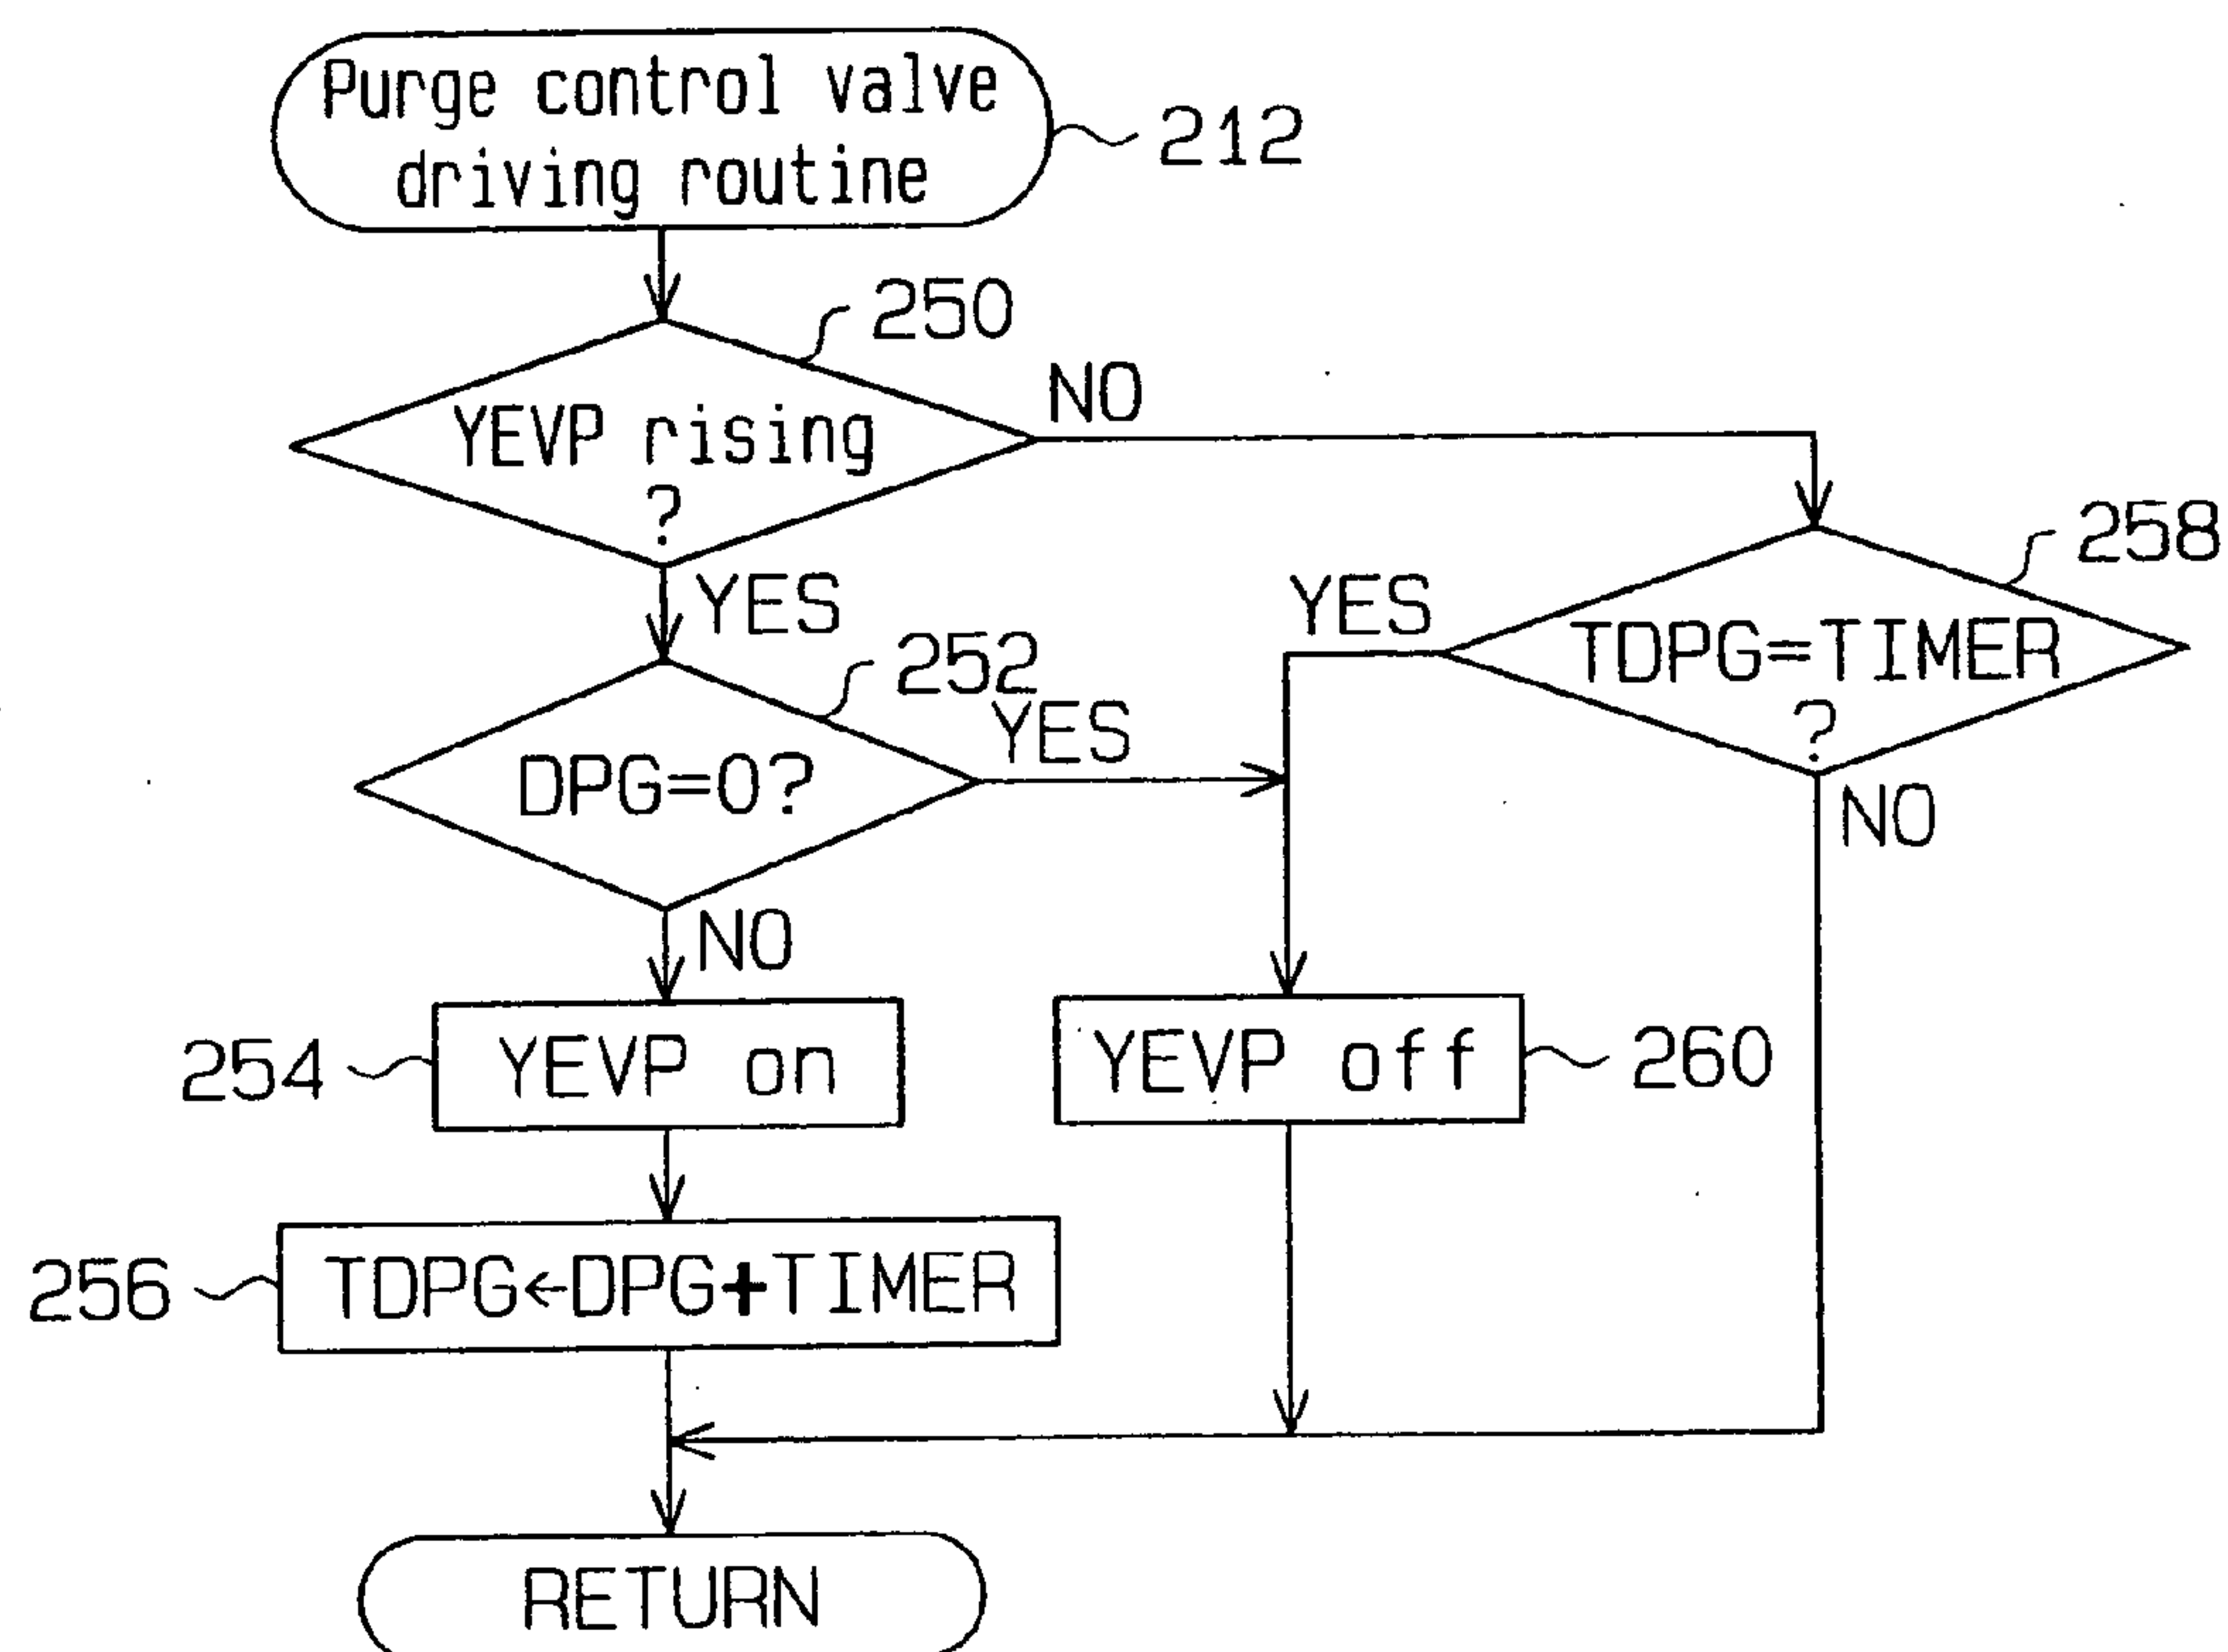 Purge control valve
driving routine
212
250
YEVP rising
?
NO
YES
258
TDPG=TIMER
?
YES
NO
252
DPG=0?
YES
NO
254
YEVP on
YEVP off
260
256
TDPG←DPG+TIMER
RETURN